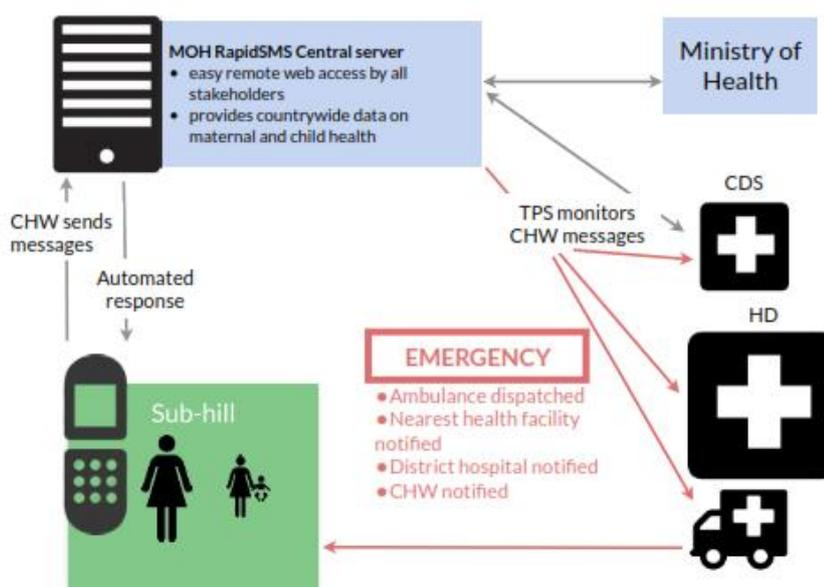 MOH RapidSMS Central server
• easy remote web access by all
stakeholders
• provides countrywide data on
maternal and child health
Ministry of
Health
CDS
CHW sends
messages
TPS monitors
CHW messages
Automated
response
HD
EMERGENCY
•Ambulance dispatched
•Nearest health facility
notified
•District hospital notified
•CHW notified
Sub-hill